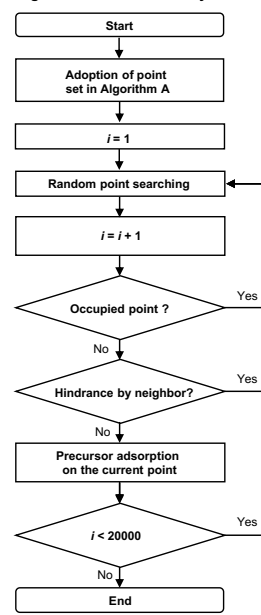 Start
Adoption of point
set in Algorithm A
i = 1
Random point searching
i = i + 1
Occupied point ?
Yes
No
Hindrance by neighbor?
Yes
No
Precursor adsorption
on the current point
i < 20000
Yes
No
End